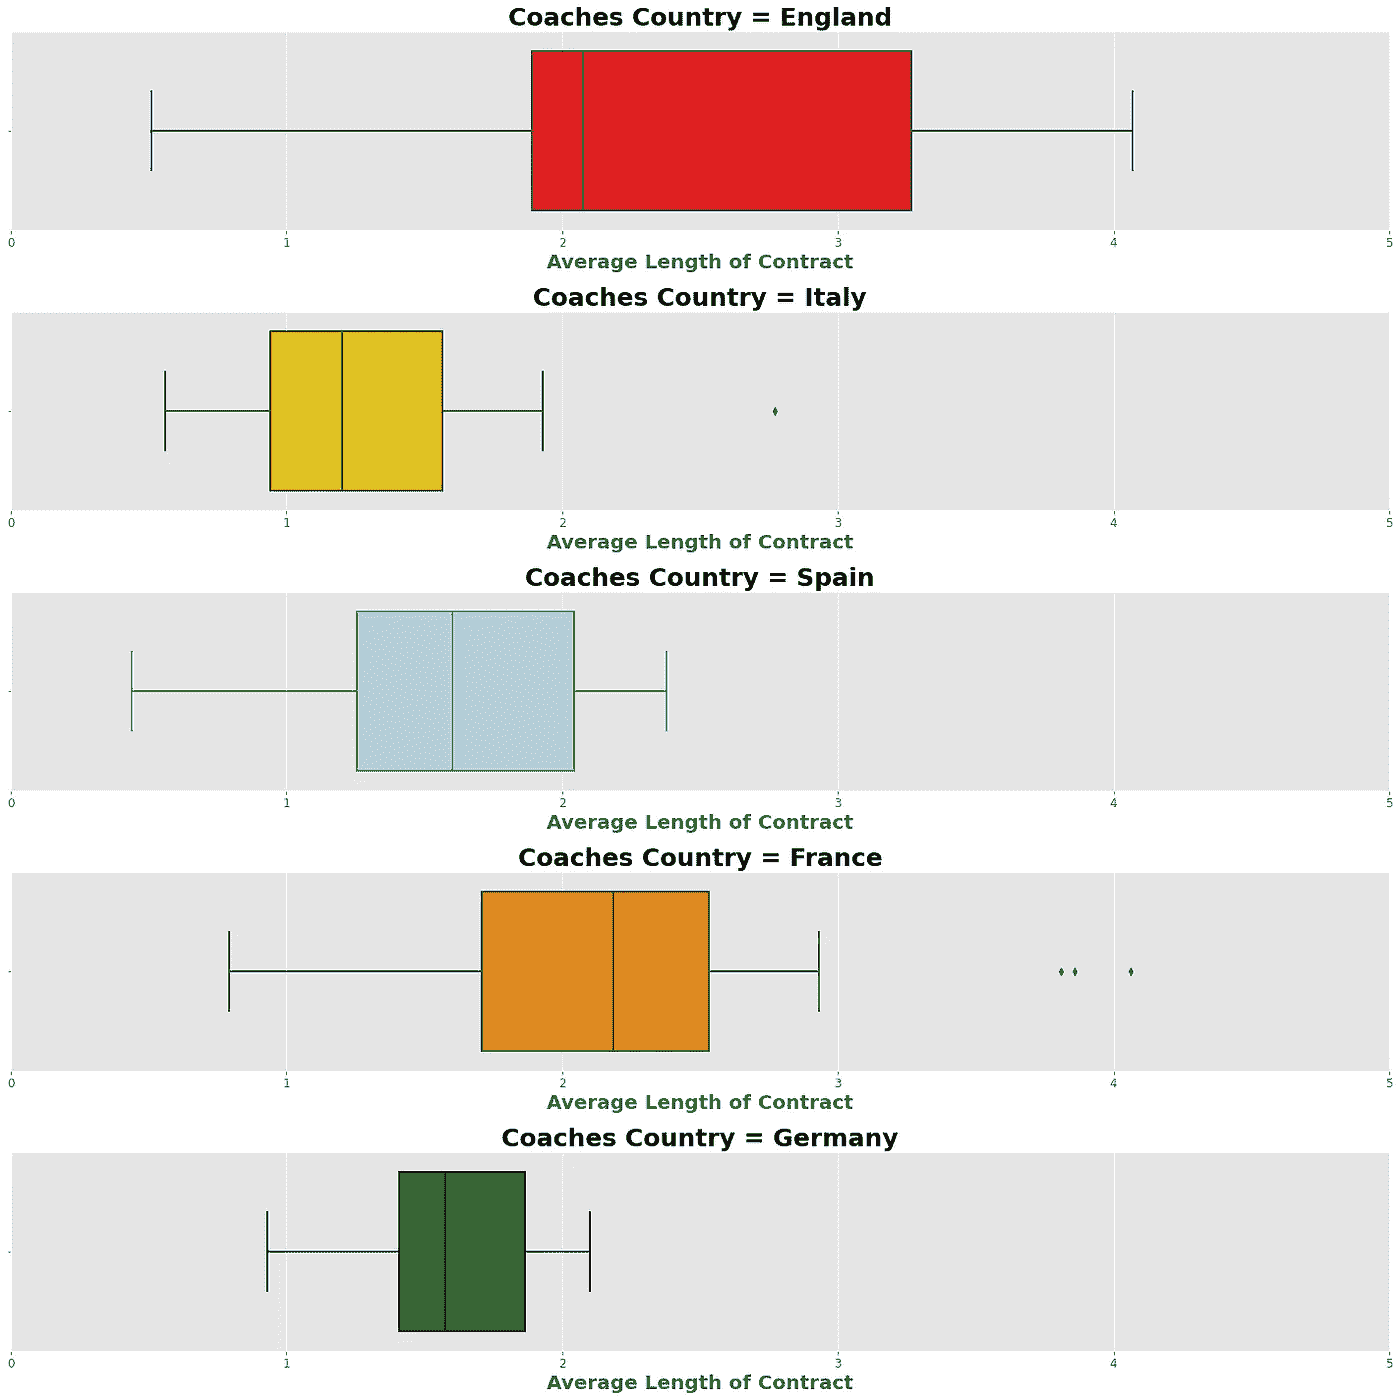 Coaches Country = England
0 1 2 3 4 5
Average Length of Contract
Coaches Country = Italy
0 1 2 3 4 5
Average Length of Contract
Coaches Country = Spain
0 1 2 3 4 5
Average Length of Contract
Coaches Country = France
0 1 2 3 4 5
Average Length of Contract
Coaches Country = Germany
0 1 2 3 4 5
Average Length of Contract